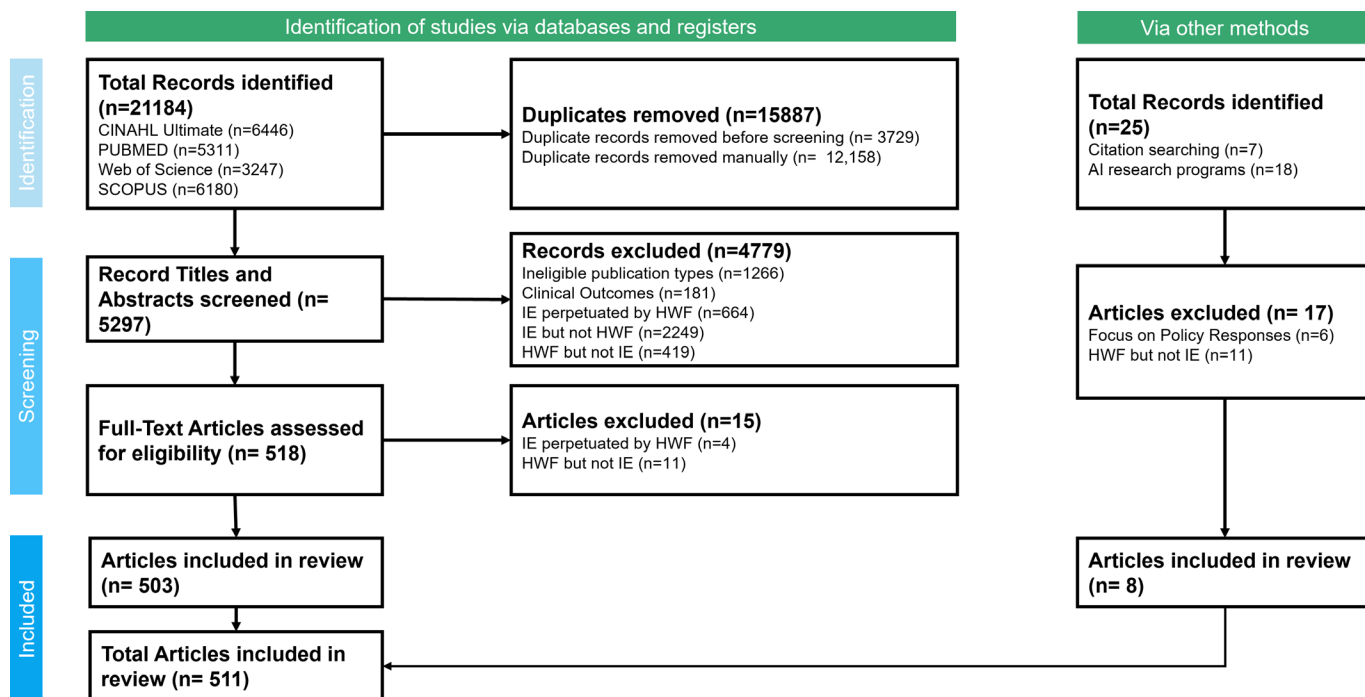 Identification of studies via databases and registers
Via other methods
Identification
Total Records identified
(n=21184)
CINAHL Ultimate (n=6446)
PUBMED (n=5311)
Web of Science (n=3247)
SCOPUS (n=6180)
Duplicates removed (n=15887)
Duplicate records removed before screening (n= 3729)
Duplicate records removed manually (n= 12,158)
Total Records identified
(n=25)
Citation searching (n=7)
AI research programs (n=18)
Screening
Record Titles and
Abstracts screened (n=
5297)
Records excluded (n=4779)
Ineligible publication types (n=1266)
Clinical Outcomes (n=181)
IE perpetuated by HWF (n=664)
IE but not HWF (n=2249)
HWF but not IE (n=419)
Articles excluded (n= 17)
Focus on Policy Responses (n=6)
HWF but not IE (n=11)
Full-Text Articles assessed
for eligibility (n= 518)
Articles excluded (n=15)
IE perpetuated by HWF (n=4)
HWF but not IE (n=11)
Included
Articles included in review
(n= 503)
Articles included in review
(n= 8)
Total Articles included in
review (n= 511)